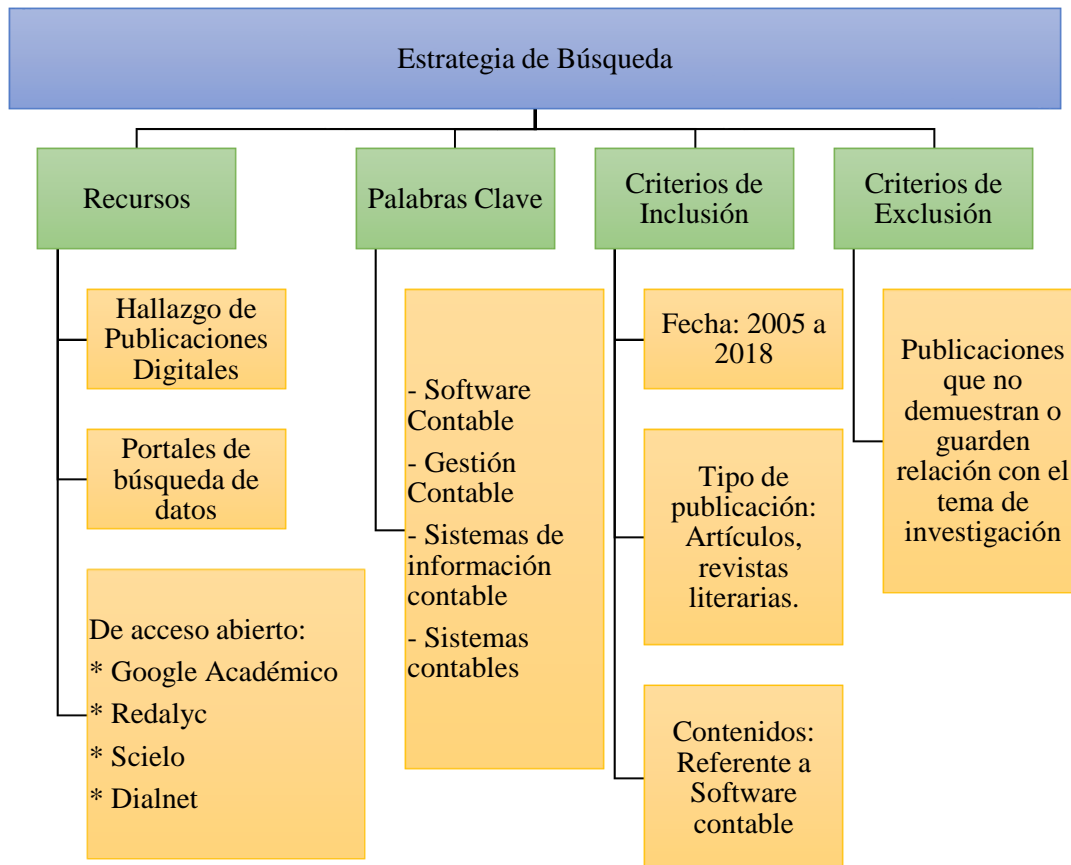 Estrategia de Búsqueda
Recursos
Hallazgo de
Publicaciones
Digitales
Portales de
búsqueda de
datos
De acceso abierto:
* Google Académico
* Redalyc
* Scielo
* Dialnet
Palabras Clave
- Software
Contable
- Gestión
Contable
- Sistemas de
información
contable
- Sistemas
contables
Criterios de
Inclusión
Fecha: 2005 a
2018
Tipo de
publicación:
Artículos,
revistas
literarias.
Contenidos:
Referente a
Software
contable
Criterios de
Exclusión
Publicaciones
que no
demuestran o
guarden
relación con el
tema de
investigación